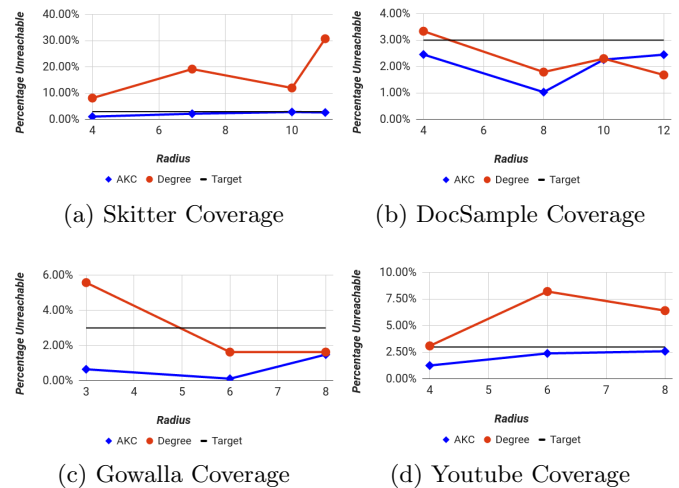 Percentage Unreachable
40.00%
30.00%
20.00%
10.00%
0.00%
4 6 8 10
Radius
AKC Degree Target
(a) Skitter Coverage
Percentage Unreachable
4.00%
3.00%
2.00%
1.00%
0.00%
4 6 8 10 12
Radius
AKC Degree Target
(b) DocSample Coverage
Percentage Unreachable
6.00%
4.00%
2.00%
0.00%
3 4 5 6 7 8
Radius
AKC Degree Target
(c) Gowalla Coverage
Percentage Unreachable
10.00%
7.50%
5.00%
2.50%
0.00%
4 5 6 7 8
Radius
AKC Degree Target
(d) Youtube Coverage